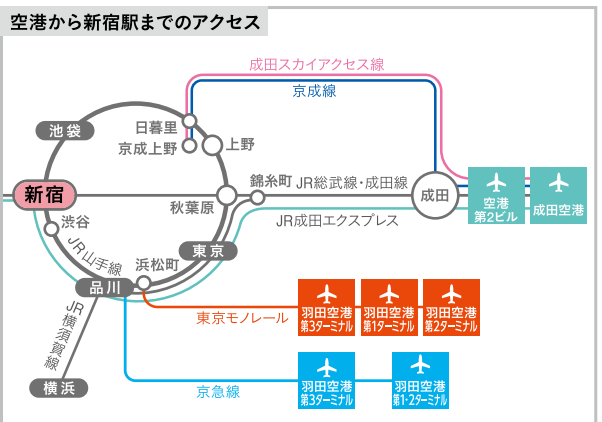 空港から新宿駅までのアクセス
成田スカイアクセス線
京成線
池袋
日暮里
京成上野
上野
新宿
秋葉原
錦糸町
JR総武線・成田線
成田
空港
第2ビル
成田空港
JR成田エクスプレス
渋谷
JR山手線
浜松町
東京
品川
東京モノレール
羽田空港
第3ターミナル
羽田空港
第1ターミナル
羽田空港
第2ターミナル
JR横須賀線
横浜
京急線
羽田空港
第3ターミナル
羽田空港
第1・2ターミナル